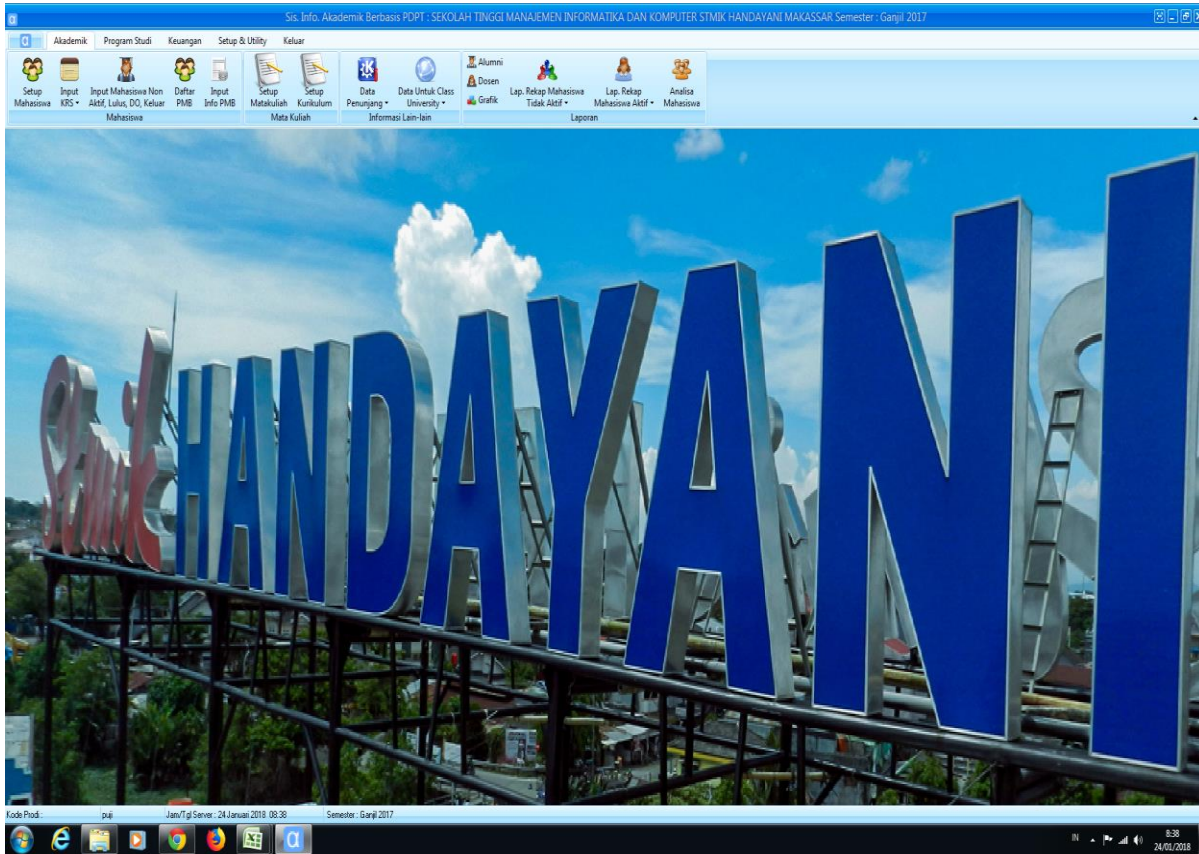 Sis. Info. Akademik Berbasis PDPT : SEKOLAH TINGGI MANAJEMEN INFORMATIKA DAN KOMPUTER STMIK HANDAYANI MAKASSAR Semester : Ganjil 2017
Akademik Program Studi Keuangan Setup & Utility Keluar
Setup Mahasiswa
Input KRS
Input Mahasiswa Non Aktif, Lulus, DO, Keluar
Daftar PMB
Input Info PMB
Mahasiswa
Setup Matakuliah
Setup Kurikulum
Mata Kuliah
Data Penunjang
Data Untuk Class University
Informasi Lain-lain
Alumni
Dosen
Grafik
Lap. Rekap Mahasiswa Tidak Aktif
Lap. Rekap Mahasiswa Aktif
Analisa Mahasiswa
Laporan
Stmik HANDAYANI
Kode Prodi : puji Jam/Tgl Server : 24 Januari 2018 08:38 Semester : Ganjil 2017
IN
8:38
24/01/2018